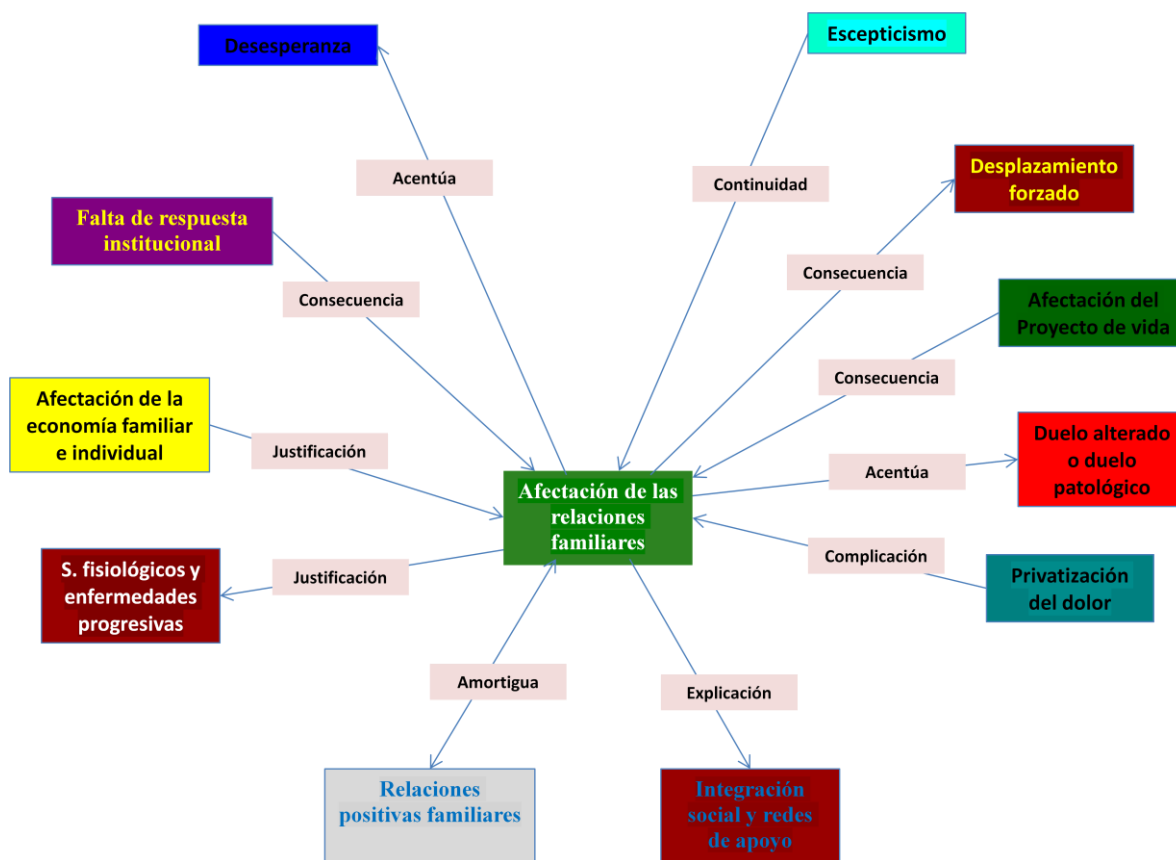 Desesperanza
Escepticismo
Acentúa
Continuidad
Desplazamiento
forzado
Falta de respuesta
institucional
Consecuencia
Consecuencia
Afectación del
Proyecto de vida
Consecuencia
Afectación de la
economía familiar
e individual
Justificación
Duelo alterado
o duelo
patológico
Acentúa
Afectación de las
relaciones
familiares
Complicación
Privatización
del dolor
S. fisiológicos y
enfermedades
progresivas
Justificación
Amortigua
Explicación
Relaciones
positivas familiares
Integración
social y redes
de apoyo